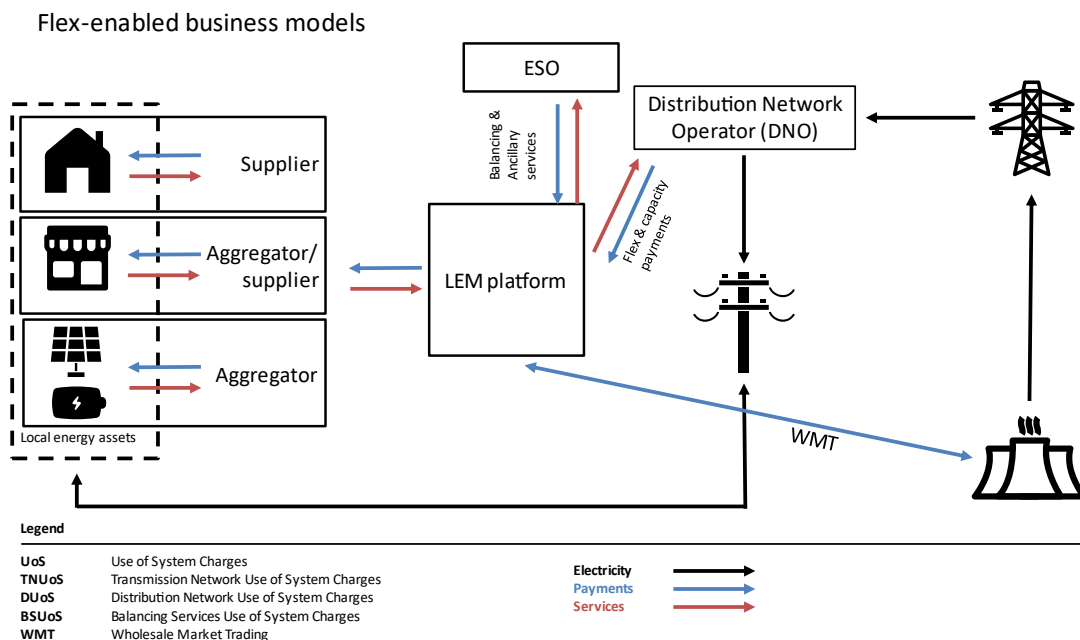 Flex-enabled business models
ESO
Distribution Network
Operator (DNO)
Balancing &
Ancillary
services
Flex & capacity
payments
Supplier
Aggregator/
supplier
LEM platform
Aggregator
Local energy assets
WMT
Legend
UoS Use of System Charges
TNUoS Transmission Network Use of System Charges
DUoS Distribution Network Use of System Charges
BSUoS Balancing Services Use of System Charges
WMT Wholesale Market Trading
Electricity
Payments
Services